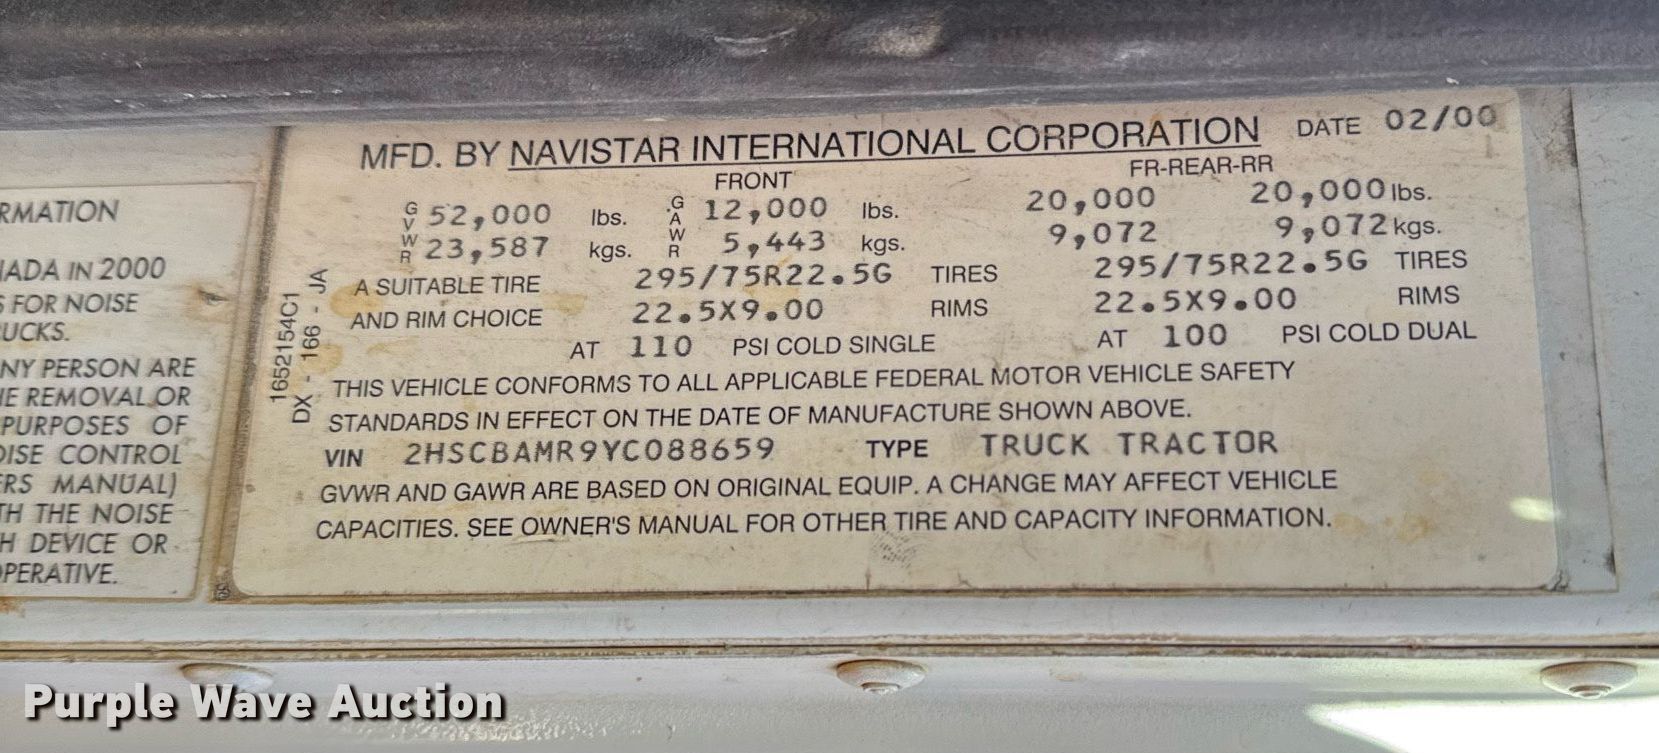 RMATION
ADA IN 2000
S FOR NOISE
UCKS.
NY PERSON ARE
E REMOVAL OR
PURPOSES OF
OISE CONTROL
ERS MANUAL)
TH THE NOISE
H DEVICE OR
PERATIVE.
1652154C1
DX - 166 - JA
MFD. BY NAVISTAR INTERNATIONAL CORPORATION DATE 02/00
FRONT FR-REAR-RR
GVWR 52,000 lbs. GAWR 12,000 lbs. 20,000 20,000 lbs.
23,587 kgs. 5,443 kgs. 9,072 9,072 kgs.
A SUITABLE TIRE 295/75R22.5G TIRES 295/75R22.5G TIRES
AND RIM CHOICE 22.5X9.00 RIMS 22.5X9.00 RIMS
AT 110 PSI COLD SINGLE AT 100 PSI COLD DUAL
THIS VEHICLE CONFORMS TO ALL APPLICABLE FEDERAL MOTOR VEHICLE SAFETY
STANDARDS IN EFFECT ON THE DATE OF MANUFACTURE SHOWN ABOVE.
VIN 2HSCBAMR9YC088659 TYPE TRUCK TRACTOR
GVWR AND GAWR ARE BASED ON ORIGINAL EQUIP. A CHANGE MAY AFFECT VEHICLE
CAPACITIES. SEE OWNER'S MANUAL FOR OTHER TIRE AND CAPACITY INFORMATION.
Purple Wave Auction